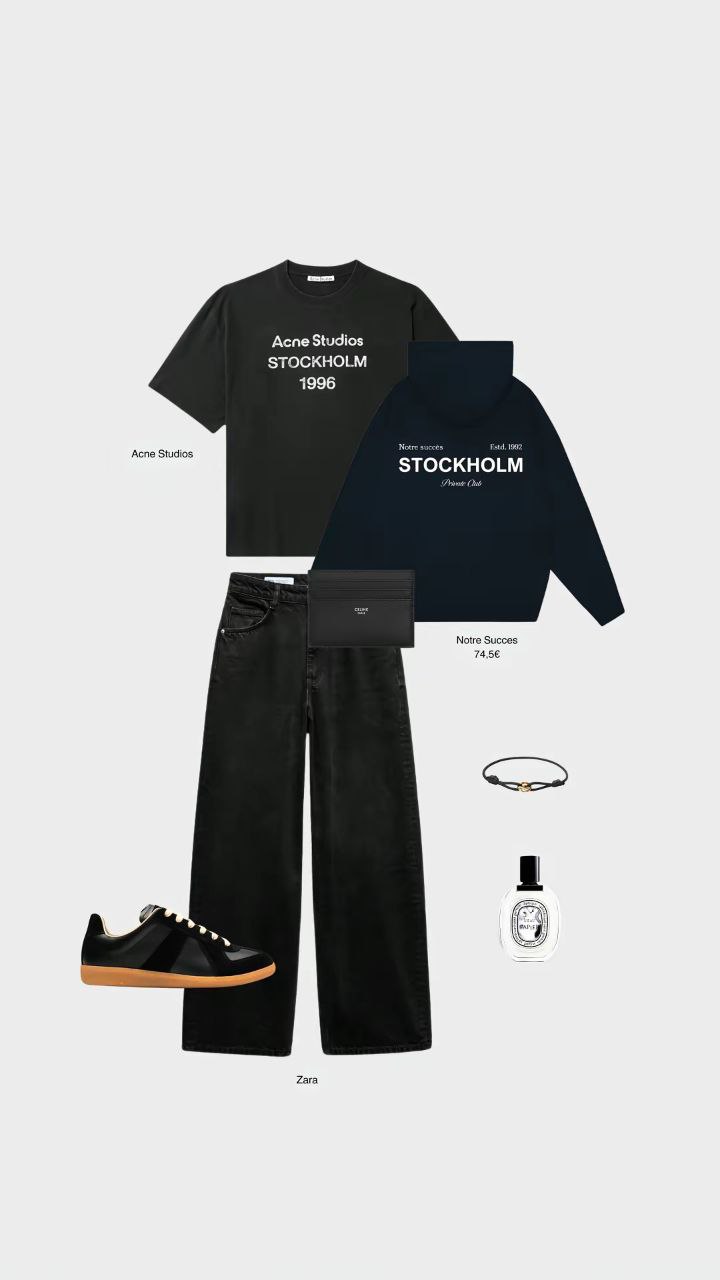 Acne Studios
STOCKHOLM
1996
Acne Studios
Notre succès Estd. 1992
STOCKHOLM
Private Club
CELINE
PARIS
Notre Succes
74,5€
Zara